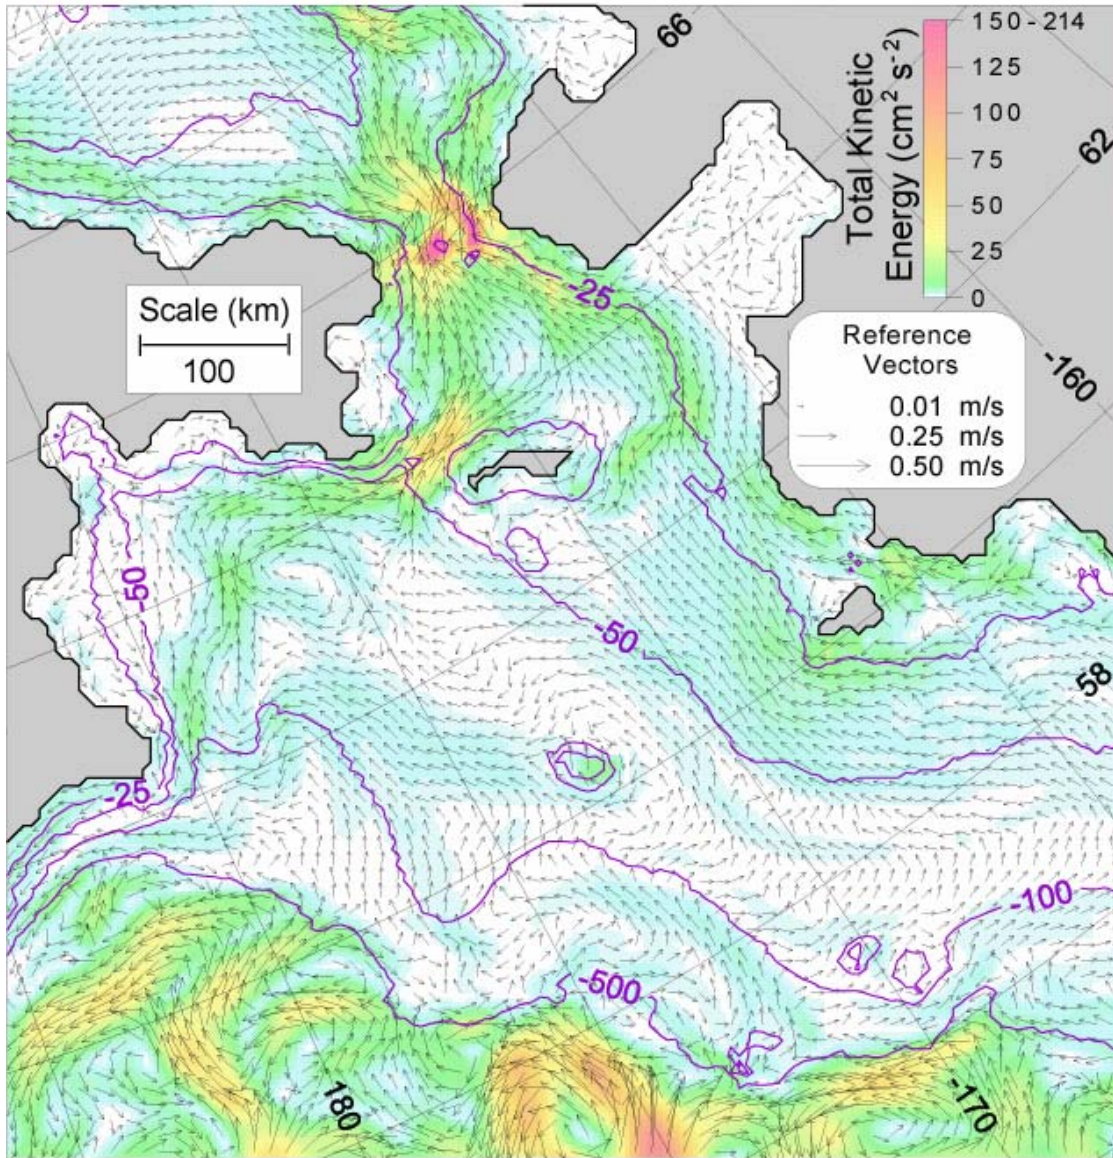 66
62
-160
58
-170
180
Total Kinetic
Energy (cm² s⁻²)
150 - 214
125
100
75
50
25
0
Scale (km)
100
Reference
Vectors
0.01 m/s
0.25 m/s
0.50 m/s
-25
-50
-50
-25
-100
-500